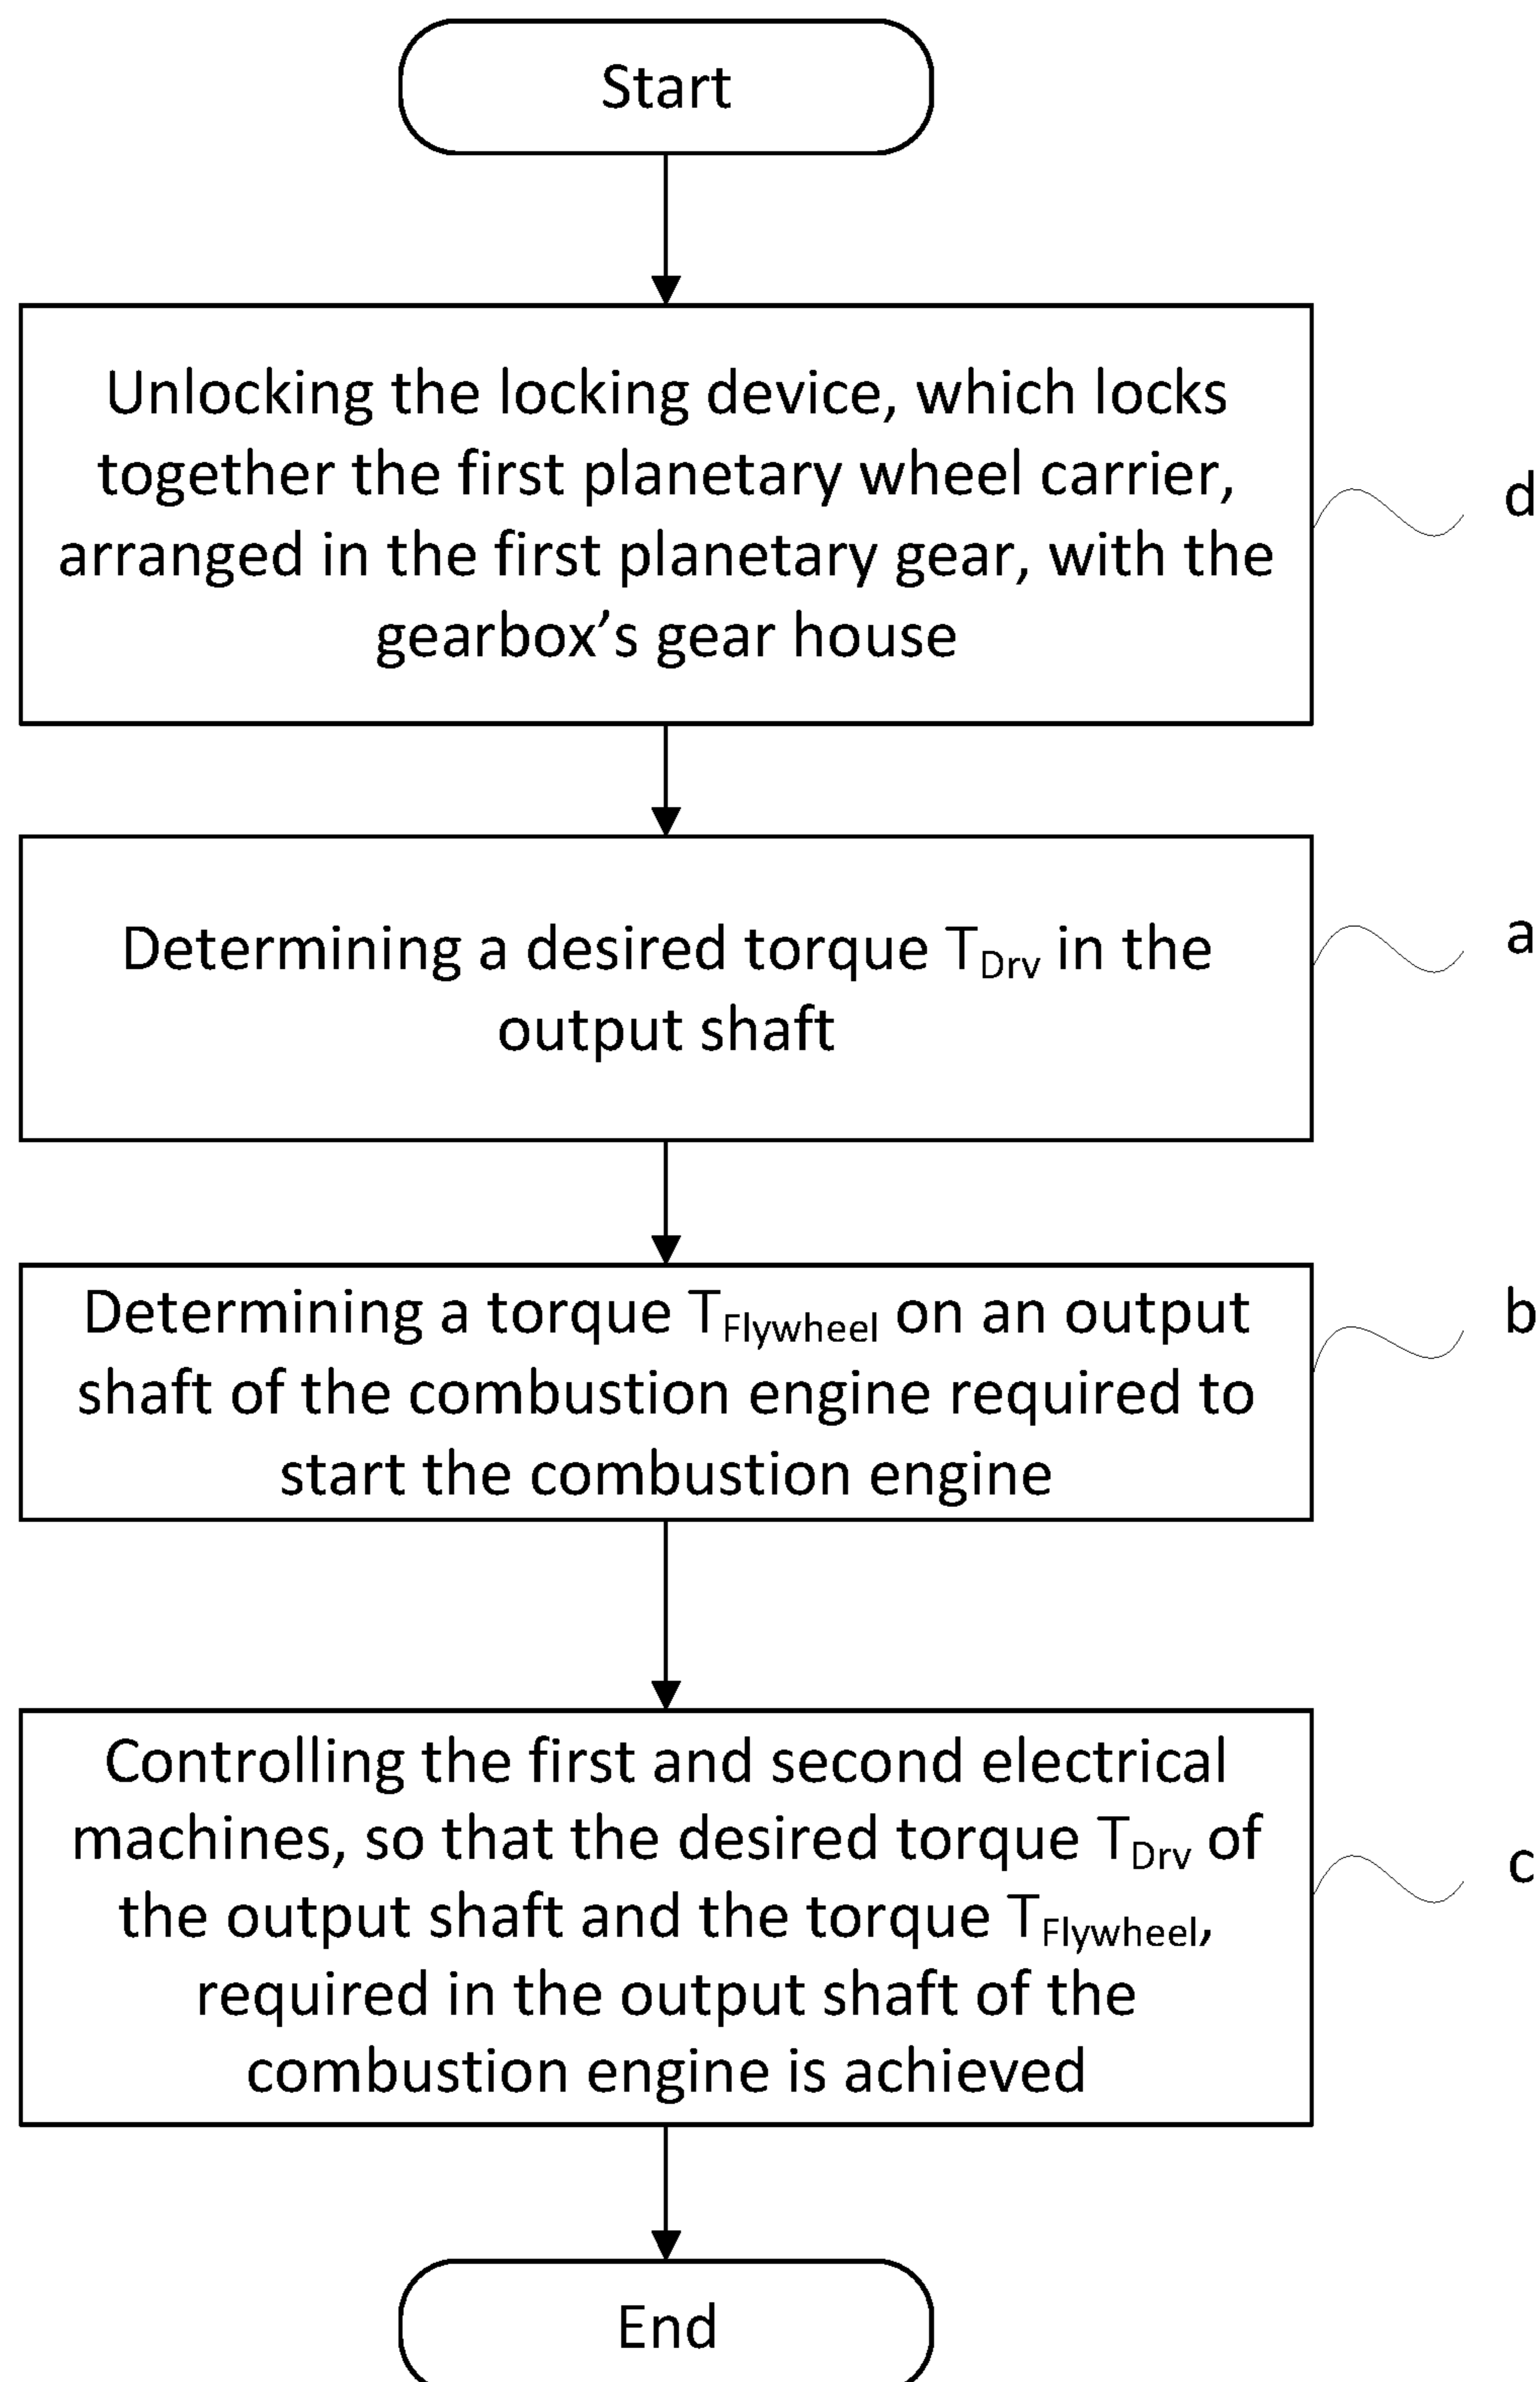 Start
Unlocking the locking device, which locks
together the first planetary wheel carrier,
arranged in the first planetary gear, with the
gearbox’s gear house
d
Determining a desired torque TDrv in the
output shaft
a
Determining a torque TFlywheel on an output
shaft of the combustion engine required to
start the combustion engine
b
Controlling the first and second electrical
machines, so that the desired torque TDrv of
the output shaft and the torque TFlywheel,
required in the output shaft of the
combustion engine is achieved
c
End